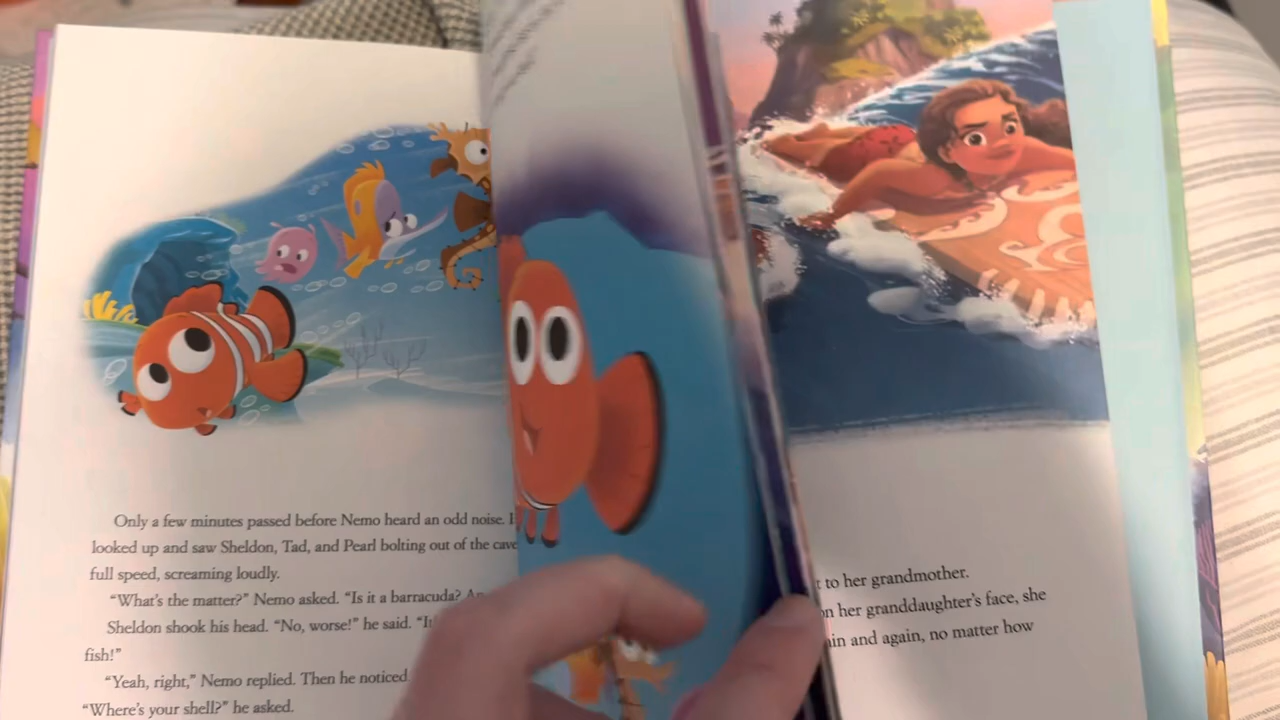 Only a few minutes passed before Nemo heard an odd noise.
looked up and saw Sheldon, Tad, and Pearl bolting out of the cave
full speed, screaming loudly.
“What’s the matter?” Nemo asked. “Is it a barracuda?
Sheldon shook his head. “No, worse!” he said.
fish!”
“Yeah, right,” Nemo replied. Then he noticed
“Where’s your shell?” he asked.
to her grandmother.
on her granddaughter’s face, she
and again, no matter how